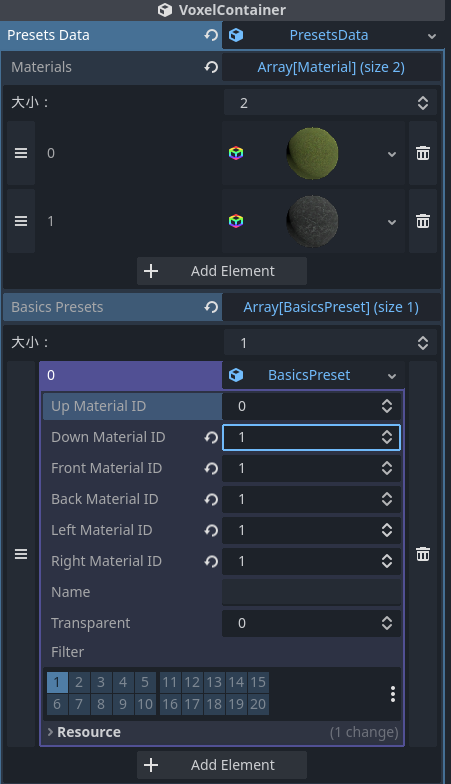 VoxelContainer
Presets Data PresetsData
Materials Array[Material] (size 2)
大小： 2
0
1
Add Element
Basics Presets Array[BasicsPreset] (size 1)
大小： 1
0 BasicsPreset
Up Material ID 0
Down Material ID 1
Front Material ID 1
Back Material ID 1
Left Material ID 1
Right Material ID 1
Name
Transparent 0
Filter
1 2 3 4 5 11 12 13 14 15
6 7 8 9 10 16 17 18 19 20
Resource (1 change)
Add Element